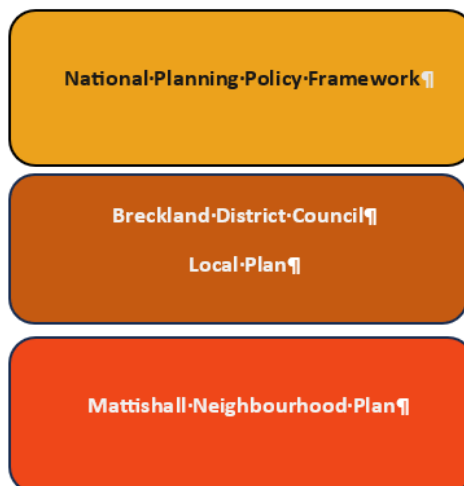 National·Planning·Policy·Framework¶
Breckland·District·Council¶
Local·Plan¶
Mattishall·Neighbourhood·Plan¶